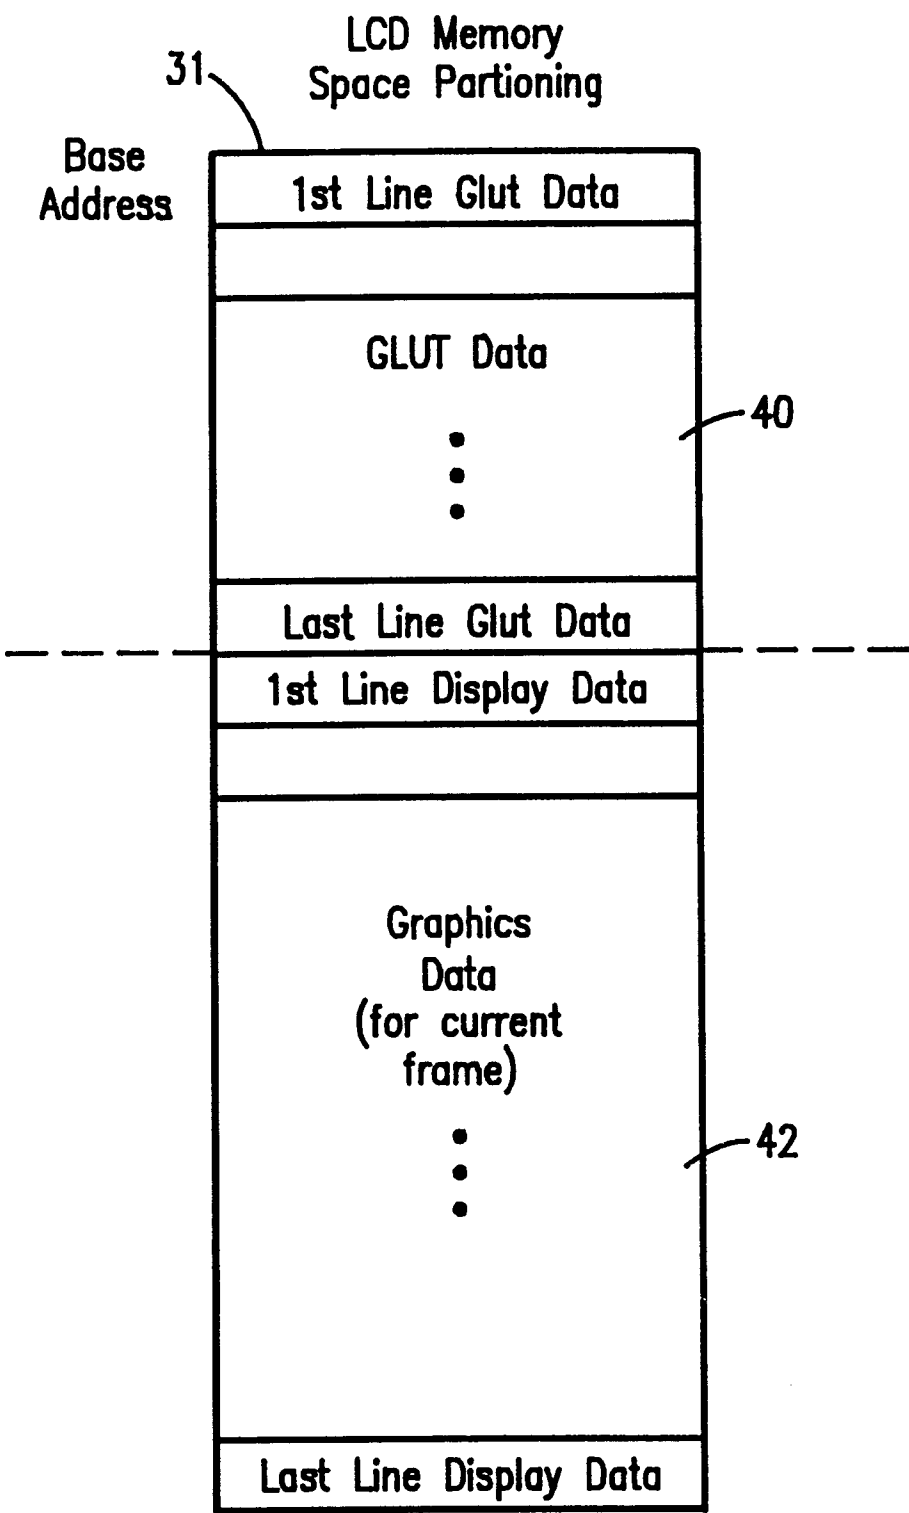 LCD Memory
Space Partioning
31
Base
Address
1st Line Glut Data
GLUT Data
40
Last Line Glut Data
1st Line Display Data
Graphics
Data
(for current
frame)
42
Last Line Display Data